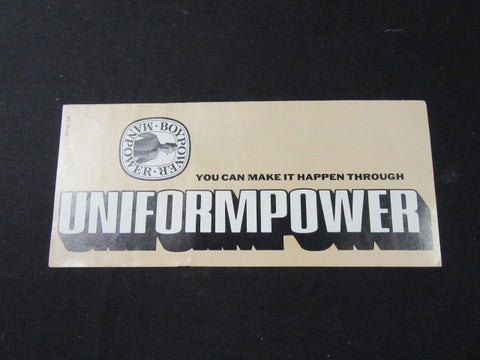 BOYPOWER · MANPOWER ·
YOU CAN MAKE IT HAPPEN THROUGH
UNIFORMPOWER